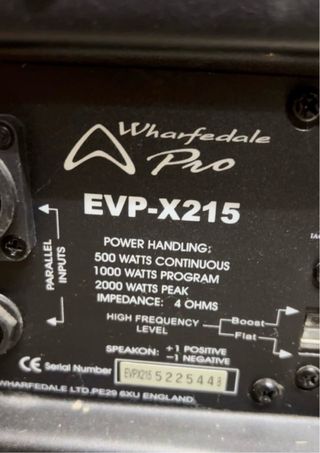 Wharfedale
Pro
EVP-X215
POWER HANDLING:
500 WATTS CONTINUOUS
1000 WATTS PROGRAM
2000 WATTS PEAK
IMPEDANCE: 4 OHMS
PARALLEL
INPUTS
HIGH FREQUENCY
LEVEL
Boost
Flat
SPEAKON: +1 POSITIVE
-1 NEGATIVE
CE Serial Number EVPX215 5225448
WHARFEDALE LTD.PE29 6XU ENGLAND